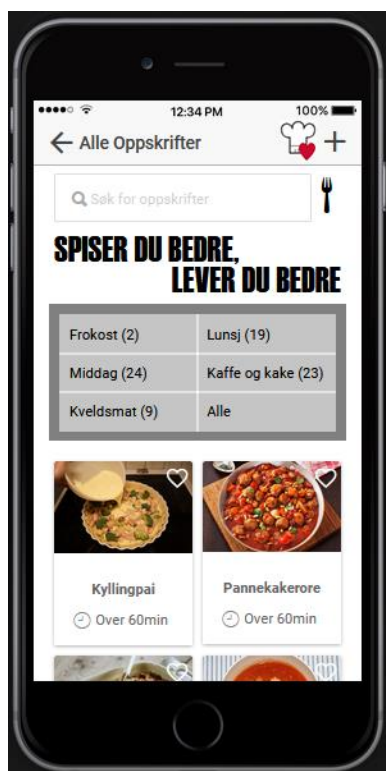 12:34 PM
100%
Alle Oppskrifter
Søk for oppskrifter
SPISER DU BEDRE,
LEVER DU BEDRE
Frokost (2)
Lunsj (19)
Middag (24)
Kaffe og kake (23)
Kveldsmat (9)
Alle
Kyllingpai
Pannekakerore
Over 60min
Over 60min